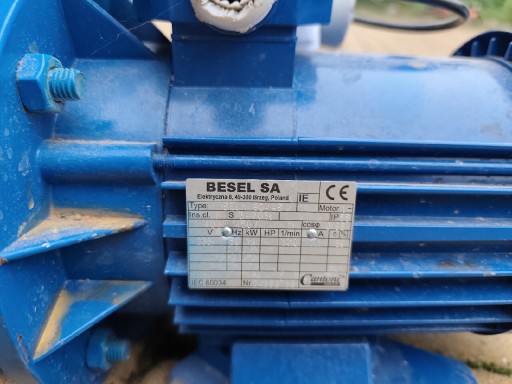 BESEL SA
Elektryczna 8, 49-300 Brzeg, Poland
IE
CE
Type:
Motor
Ins.cl. S IP
V Hz kW HP 1/min cosφ A
IEC 60034 Nr.
Cantoni